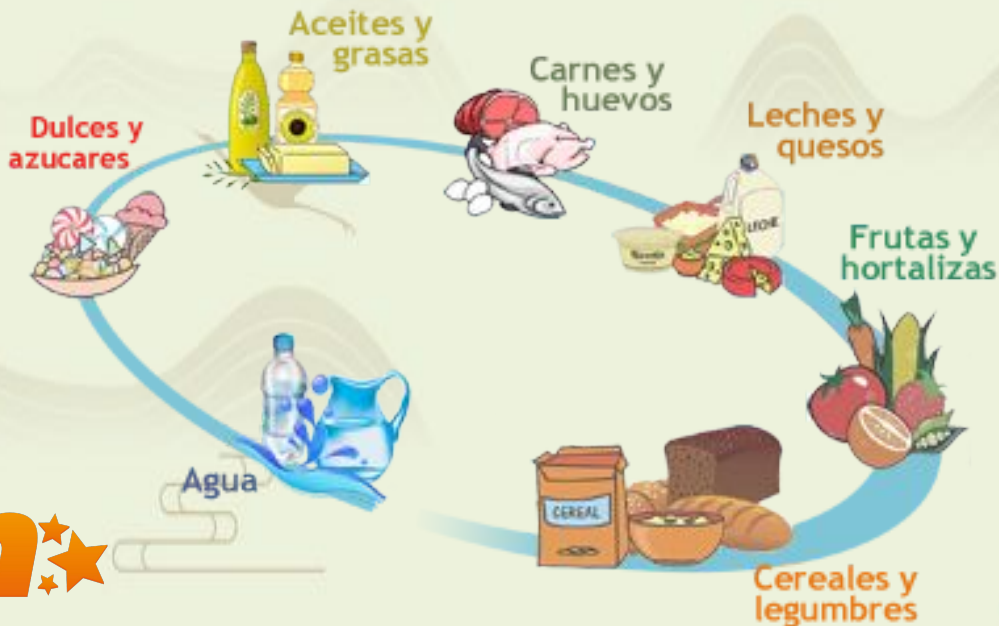 Aceites y
grasas
Carnes y
huevos
Leches y
quesos
Dulces y
azucares
LECHE
Frutas y
hortalizas
Agua
CEREAL
Cereales y
legumbres